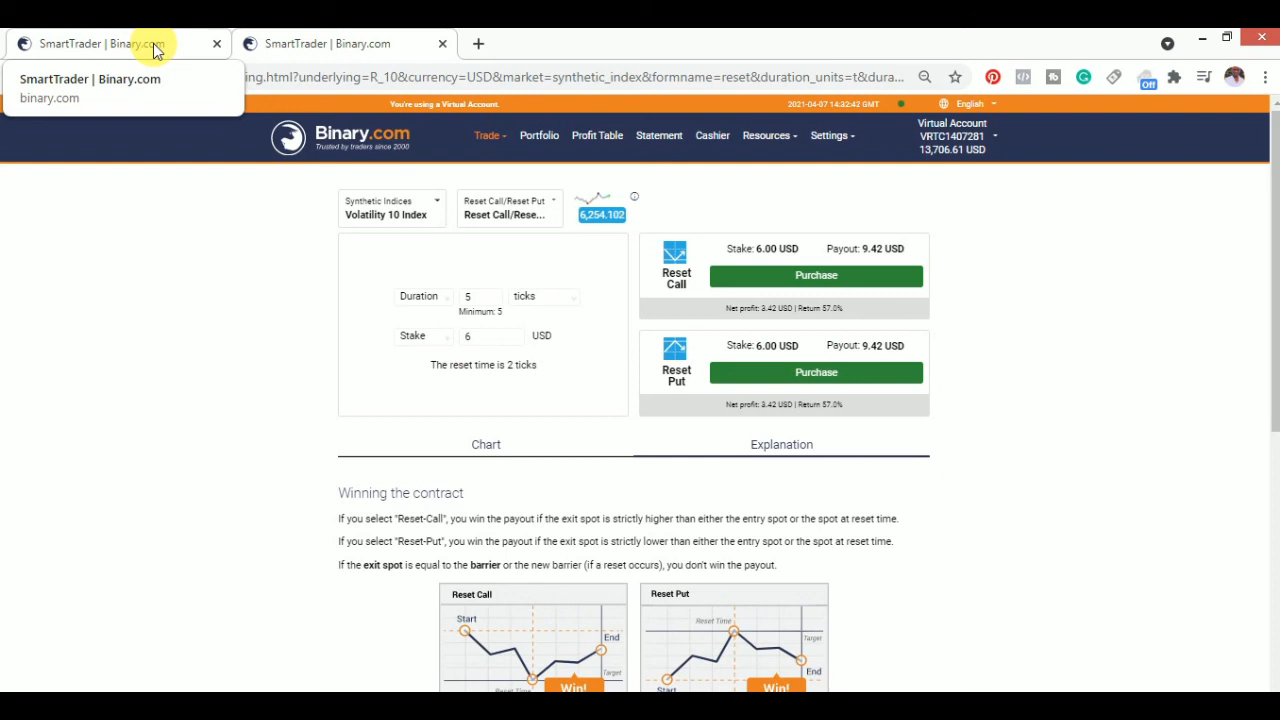 SmartTrader | Binary.com
SmartTrader | Binary.com
SmartTrader | Binary.com
binary.com
ing.html?underlying=R_10&currency=USD&market=synthetic_index&formname=reset&duration_units=t&dura...
Off
You're using a Virtual Account.
2021-04-07 14:32:42 GMT
English
Binary.com
Trusted by traders since 2000
Trade
Portfolio
Profit Table
Statement
Cashier
Resources
Settings
Virtual Account
VRTC1407281
13,706.61 USD
Synthetic Indices
Volatility 10 Index
Reset Call/Reset Put
Reset Call/Rese...
6,254.102
Duration 5 ticks
Minimum: 5
Stake 6 USD
The reset time is 2 ticks
Reset Call
Stake: 6.00 USD Payout: 9.42 USD
Purchase
Net profit: 3.42 USD | Return 57.0%
Reset Put
Stake: 6.00 USD Payout: 9.42 USD
Purchase
Net profit: 3.42 USD | Return 57.0%
Chart
Explanation
Winning the contract
If you select "Reset-Call", you win the payout if the exit spot is strictly higher than either the entry spot or the spot at reset time.
If you select "Reset-Put", you win the payout if the exit spot is strictly lower than either the entry spot or the spot at reset time.
If the exit spot is equal to the barrier or the new barrier (if a reset occurs), you don't win the payout.
Reset Call
Start
End
Target
Reset Time
Win!
Reset Put
Reset Time
Target
End
Start
Win!